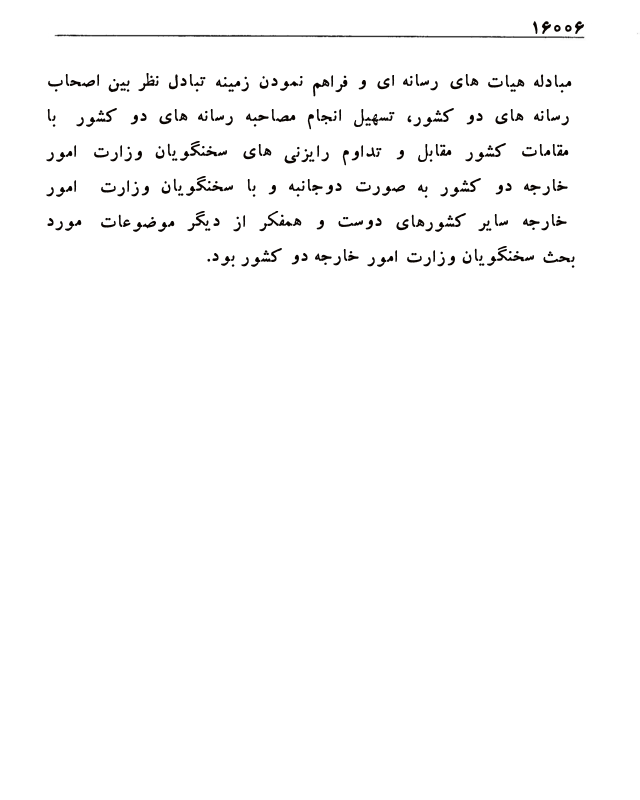 ۱۶۰۰۶
مبادله هیات های رسانه ای و فراهم نمودن زمینه تبادل نظر بین اصحاب
رسانه های دو کشور، تسهیل انجام مصاحبه رسانه های دو کشور با
مقامات کشور مقابل و تداوم رایزنی های سخنگویان وزارت امور
خارجه دو کشور به صورت دوجانبه و با سخنگویان وزارت امور
خارجه سایر کشورهای دوست و همفکر از دیگر موضوعات مورد
بحث سخنگویان وزارت امور خارجه دو کشور بود.